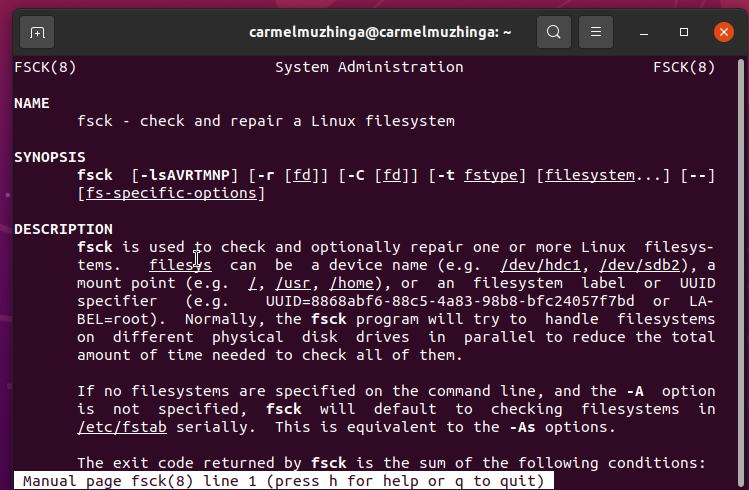 carmelmuzhinga@carmelmuzhinga: ~
FSCK(8) System Administration FSCK(8)
NAME
fsck - check and repair a Linux filesystem
SYNOPSIS
fsck [-lsAVRTMNP] [-r [fd]] [-C [fd]] [-t fstype] [filesystem...] [--]
[fs-specific-options]
DESCRIPTION
fsck is used to check and optionally repair one or more Linux filesys-
tems. filesys can be a device name (e.g. /dev/hdc1, /dev/sdb2), a
mount point (e.g. /, /usr, /home), or an filesystem label or UUID
specifier (e.g. UUID=8868abf6-88c5-4a83-98b8-bfc24057f7bd or LA-
BEL=root). Normally, the fsck program will try to handle filesystems
on different physical disk drives in parallel to reduce the total
amount of time needed to check all of them.
If no filesystems are specified on the command line, and the -A option
is not specified, fsck will default to checking filesystems in
/etc/fstab serially. This is equivalent to the -As options.
The exit code returned by fsck is the sum of the following conditions:
Manual page fsck(8) line 1 (press h for help or q to quit)